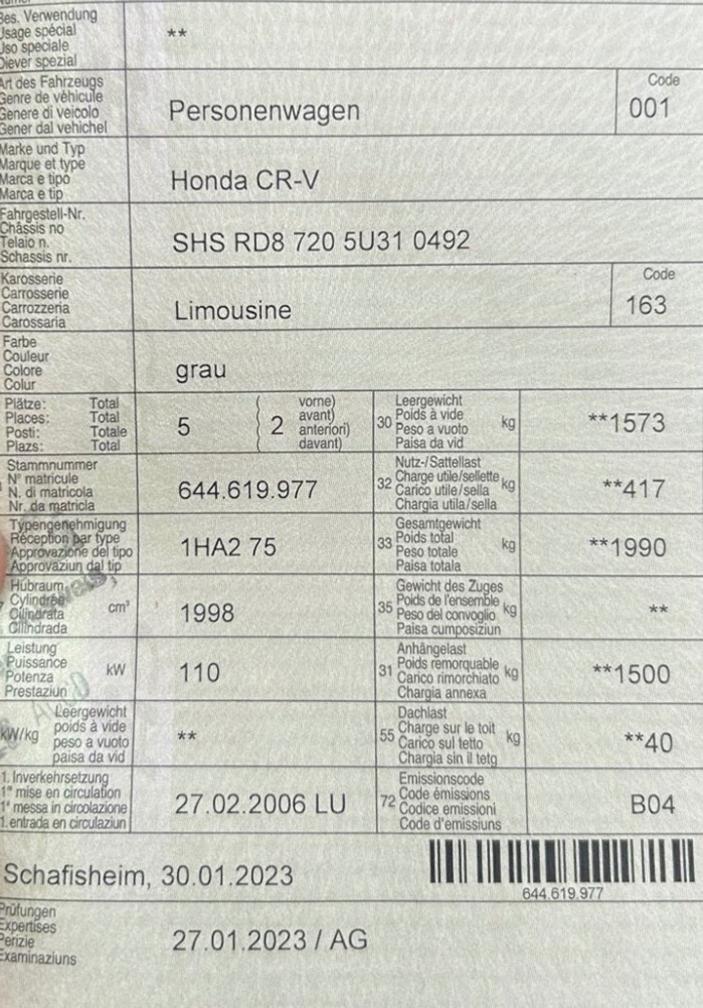 Bes. Verwendung
Usage spécial
Uso speciale
Diever spezial
**
Art des Fahrzeugs
Genre de véhicule
Genere di veicolo
Gener dal vehichel
Personenwagen
Code
001
Marke und Typ
Marque et type
Marca e tipo
Marca e tip
Honda CR-V
Fahrgestell-Nr.
Châssis no
Telaio n.
Schassis nr.
SHS RD8 720 5U31 0492
Karosserie
Carrosserie
Carrozzeria
Carossaria
Limousine
Code
163
Farbe
Couleur
Colore
Colur
grau
Plätze: Total
Places: Total
Posti: Totale
Plazs: Total
5
( 2 vorne)
avant)
anteriori)
davant)
30 Leergewicht
Poids à vide
Peso a vuoto
Paisa da vid
kg
**1573
Stammnummer
N° matricule
N. di matricola
Nr. da matricla
644.619.977
32 Nutz-/Sattellast
Charge utile/sellette
Carico utile/sella
Chargia utila/sella
kg
**417
Typengenehmigung
Réception par type
Approvazione del tipo
Approvaziun dal tip
1HA2 75
33 Gesamtgewicht
Poids total
Peso totale
Paisa totala
kg
**1990
Hubraum
Cylindrée
Cilindrata
Cilindrada
cm³
1998
35 Gewicht des Zuges
Poids de l'ensemble
Peso del convoglio
Paisa cumposiziun
kg
**
Leistung
Puissance
Potenza
Prestaziun
kW
110
31 Anhängelast
Poids remorquable
Carico rimorchiato
Chargia annexa
kg
**1500
kW/kg
Leergewicht
poids à vide
peso a vuoto
paisa da vid
**
55 Dachlast
Charge sur le toit
Carico sul tetto
Chargia sin il tetg
kg
**40
1. Inverkehrsetzung
1re mise en circulation
1a messa in circolazione
1. entrada en circulaziun
27.02.2006 LU
72 Emissionscode
Code émissions
Codice emissioni
Code d'emissiuns
B04
Schafisheim, 30.01.2023
644.619.977
Prüfungen
Expertises
Perizie
Examinaziuns
27.01.2023 / AG